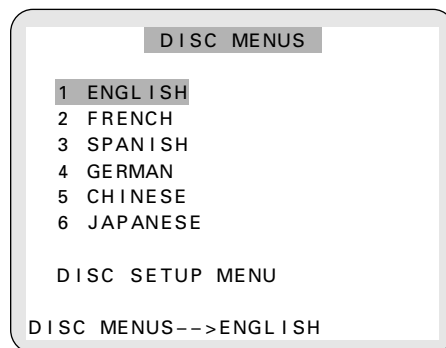 DISC MENUS
1 ENGLISH
2 FRENCH
3 SPANISH
4 GERMAN
5 CHINESE
6 JAPANESE
DISC SETUP MENU
DISC MENUS-->ENGLISH